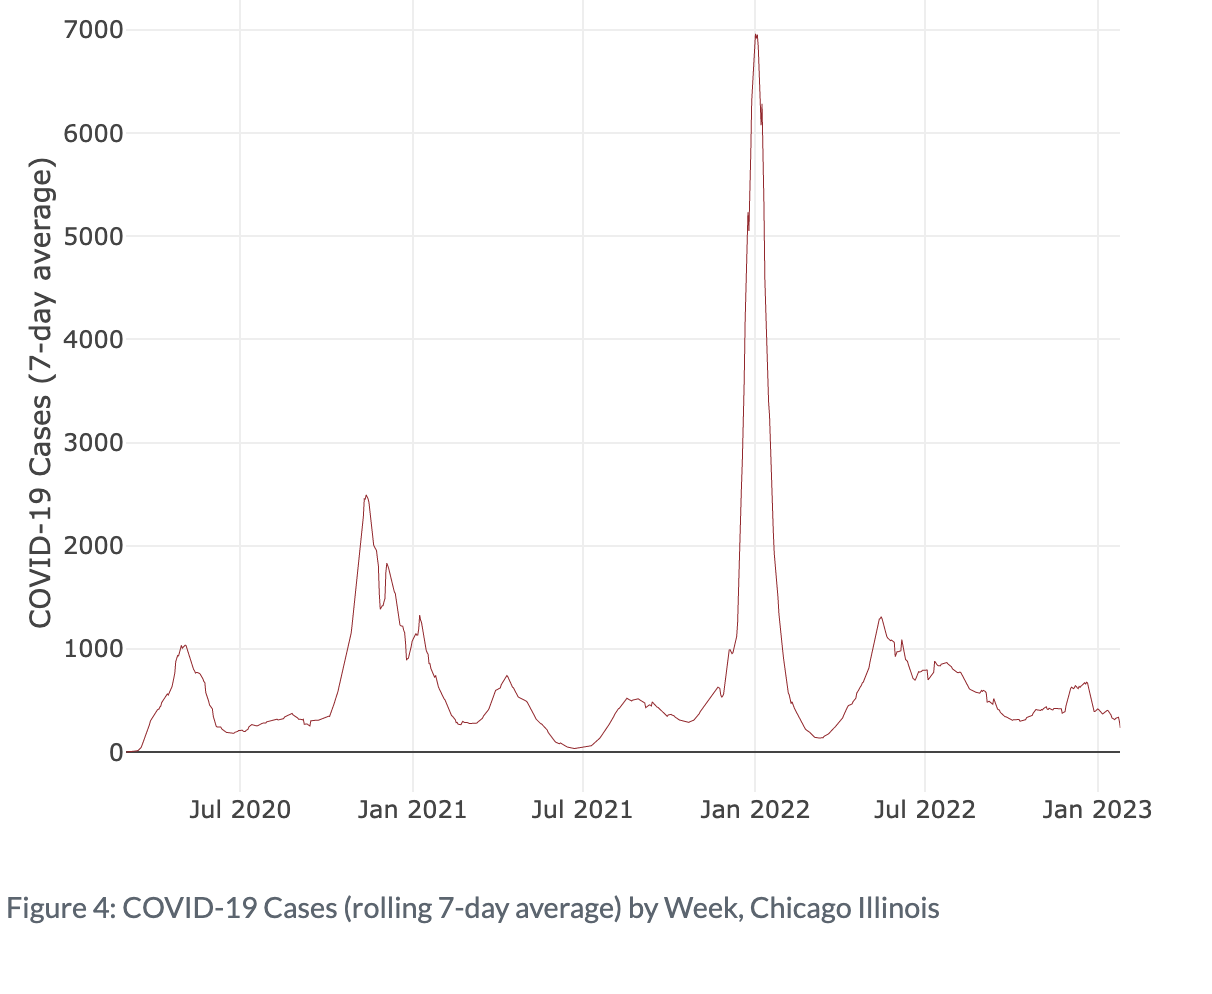 COVID-19 Cases (7-day average)
7000
6000
5000
4000
3000
2000
1000
0
Jul 2020 Jan 2021 Jul 2021 Jan 2022 Jul 2022 Jan 2023
Figure 4: COVID-19 Cases (rolling 7-day average) by Week, Chicago Illinois